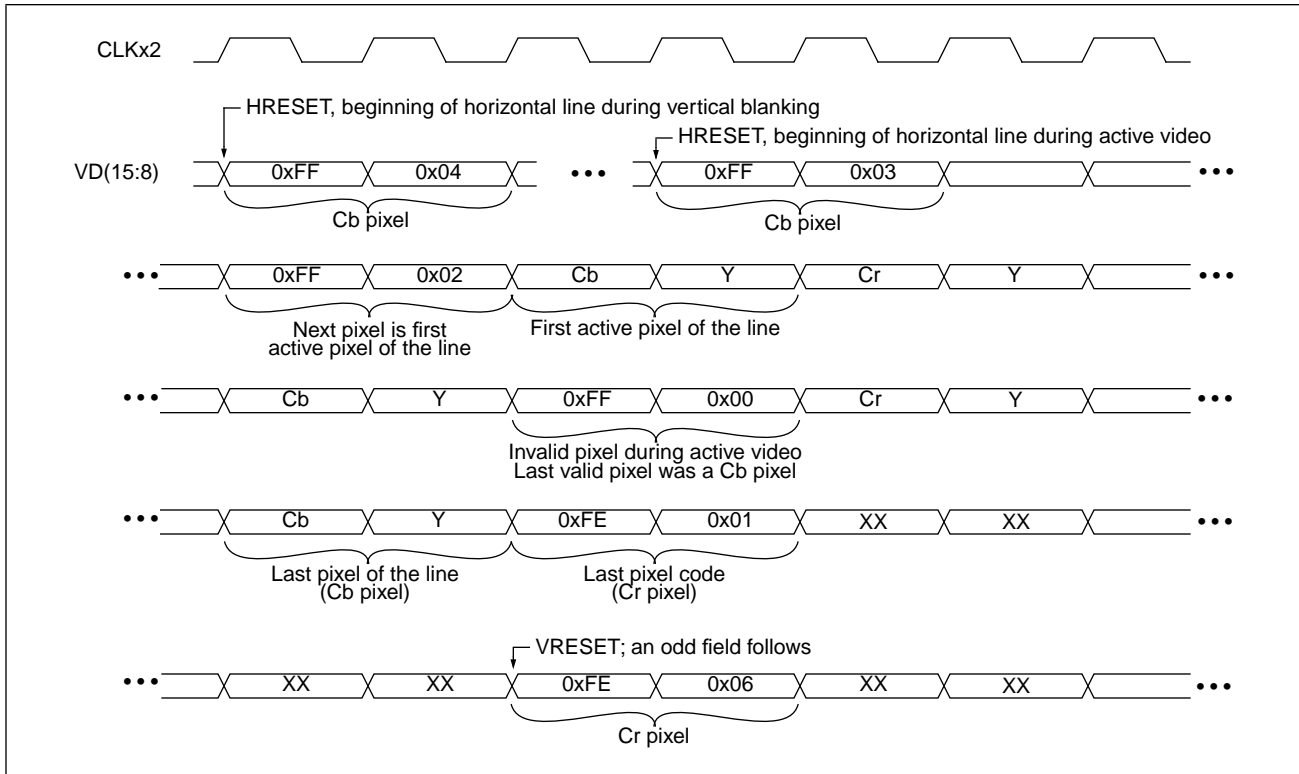 CLKx2
HRESET, beginning of horizontal line during vertical blanking
HRESET, beginning of horizontal line during active video
VD(15:8) 0xFF 0x04 ••• 0xFF 0x03 •••
Cb pixel Cb pixel
••• 0xFF 0x02 Cb Y Cr Y •••
Next pixel is first
active pixel of the line
First active pixel of the line
••• Cb Y 0xFF 0x00 Cr Y •••
Invalid pixel during active video
Last valid pixel was a Cb pixel
••• Cb Y 0xFE 0x01 XX XX •••
Last pixel of the line
(Cb pixel)
Last pixel code
(Cr pixel)
VRESET; an odd field follows
••• XX XX 0xFE 0x06 XX XX •••
Cr pixel